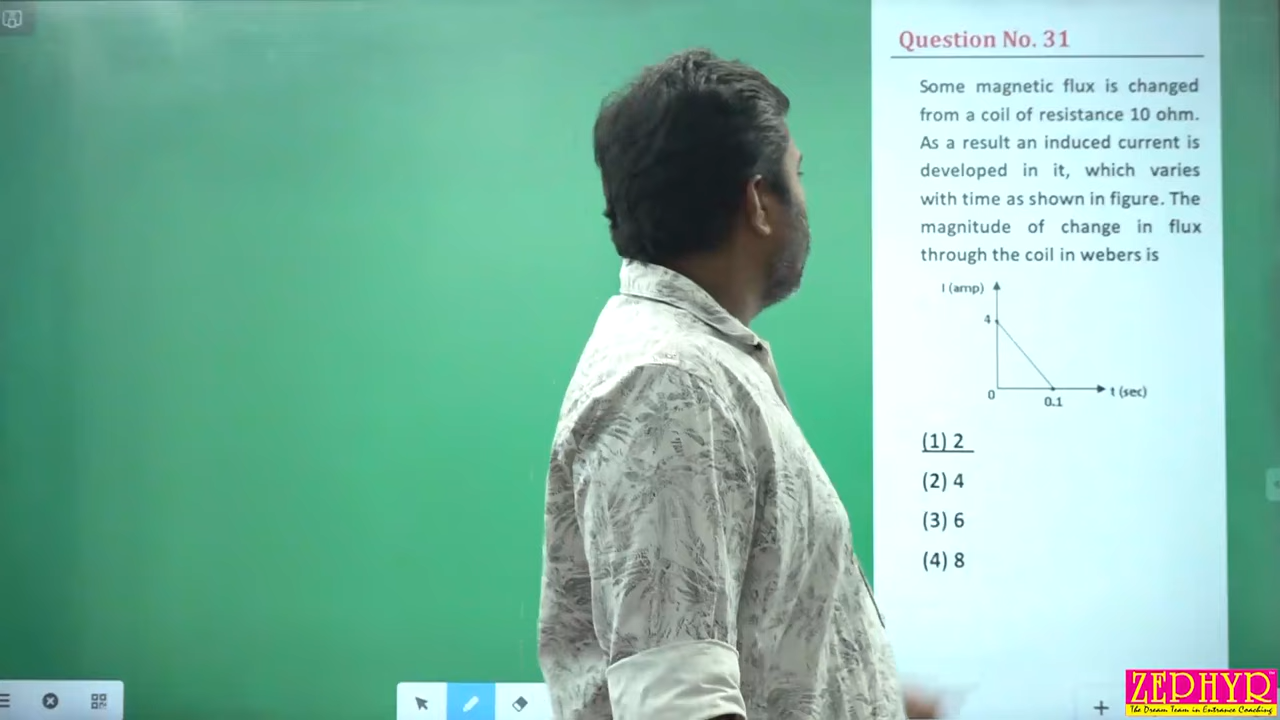 Question No. 31
Some magnetic flux is changed
from a coil of resistance 10 ohm.
As a result an induced current is
developed in it, which varies
with time as shown in figure. The
magnitude of change in flux
through the coil in webers is
I (amp)
4
0
0.1
t (sec)
(1) 2
(2) 4
(3) 6
(4) 8
ZEPHYR
The Dream Team in Entrance Coaching